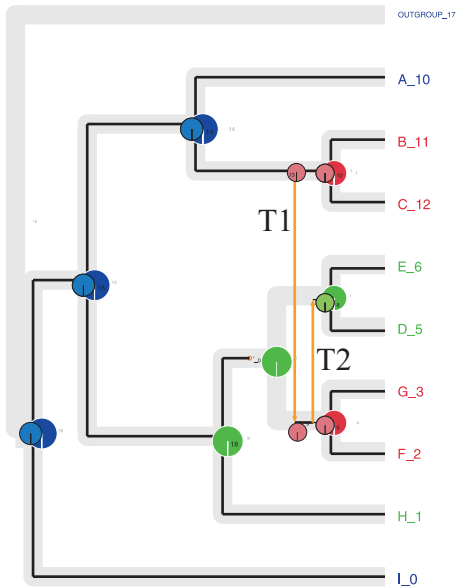 OUTGROUP_17
A_10
B_11
C_12
T1
E_6
D_5
T2
G_3
F_2
H_1
I_0